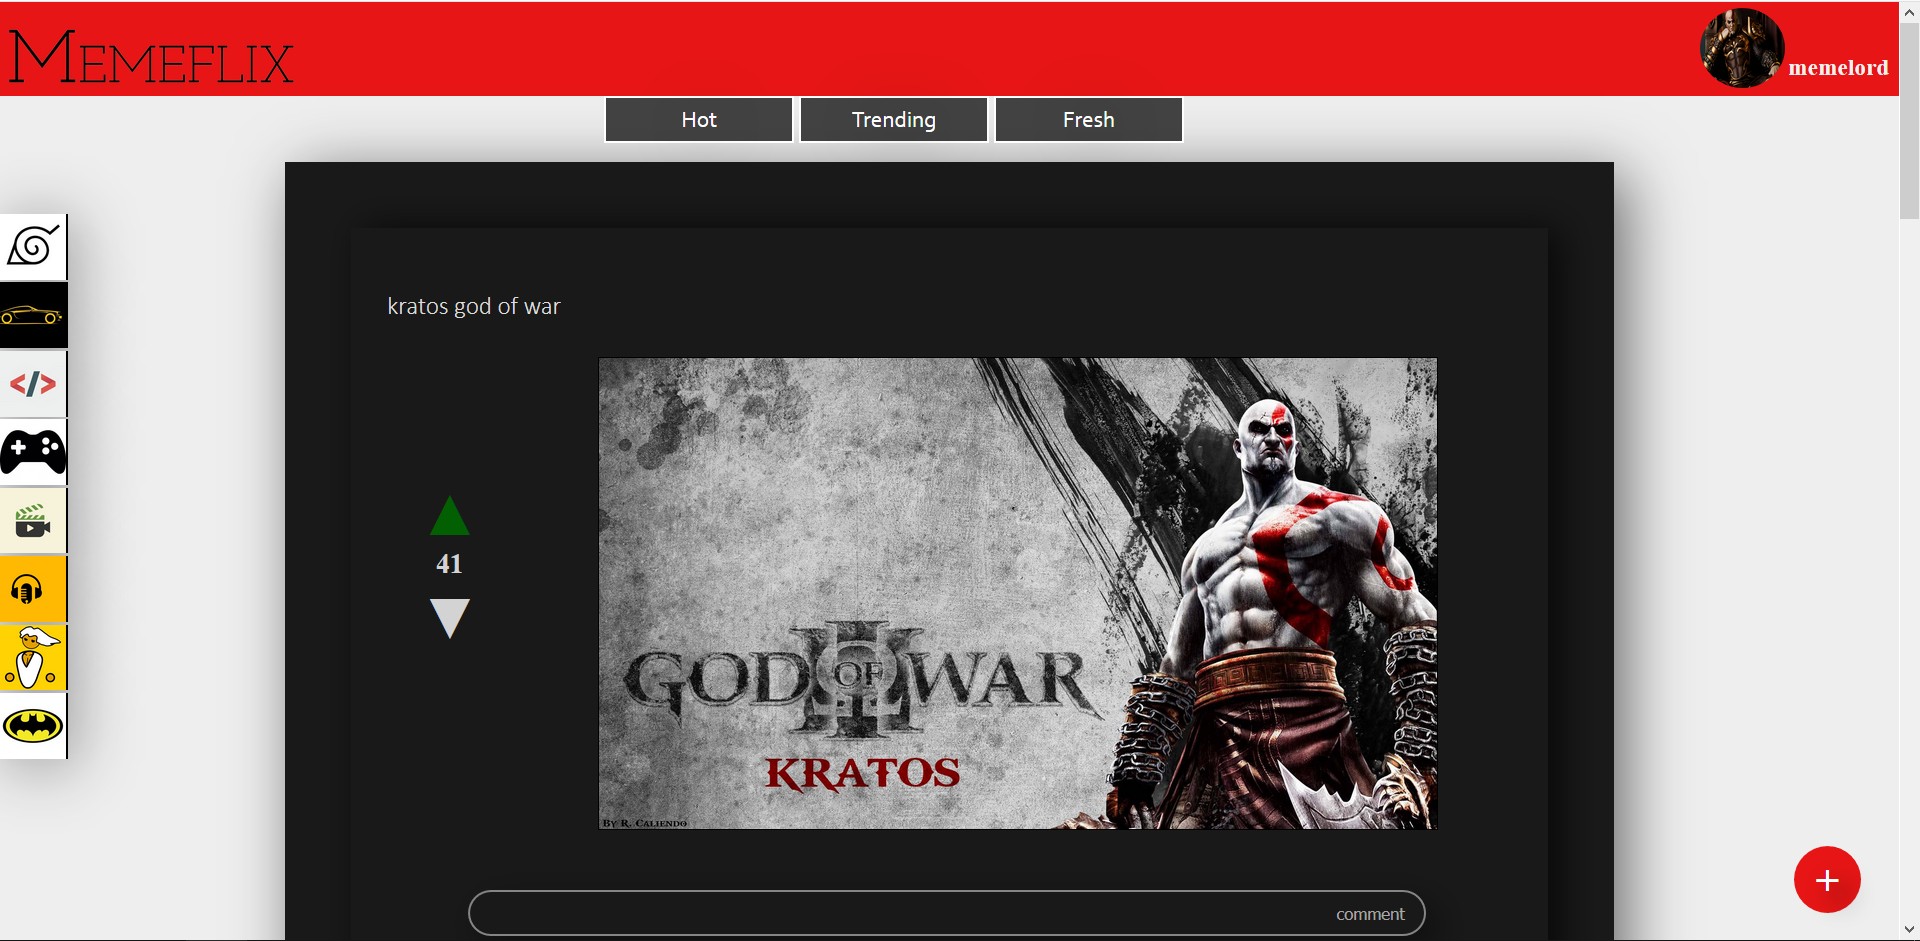 MEMEFLIX
memelord
Hot
Trending
Fresh
</>
kratos god of war
41
GOD OF WAR
III
KRATOS
BY R. CALIENDO
comment
+